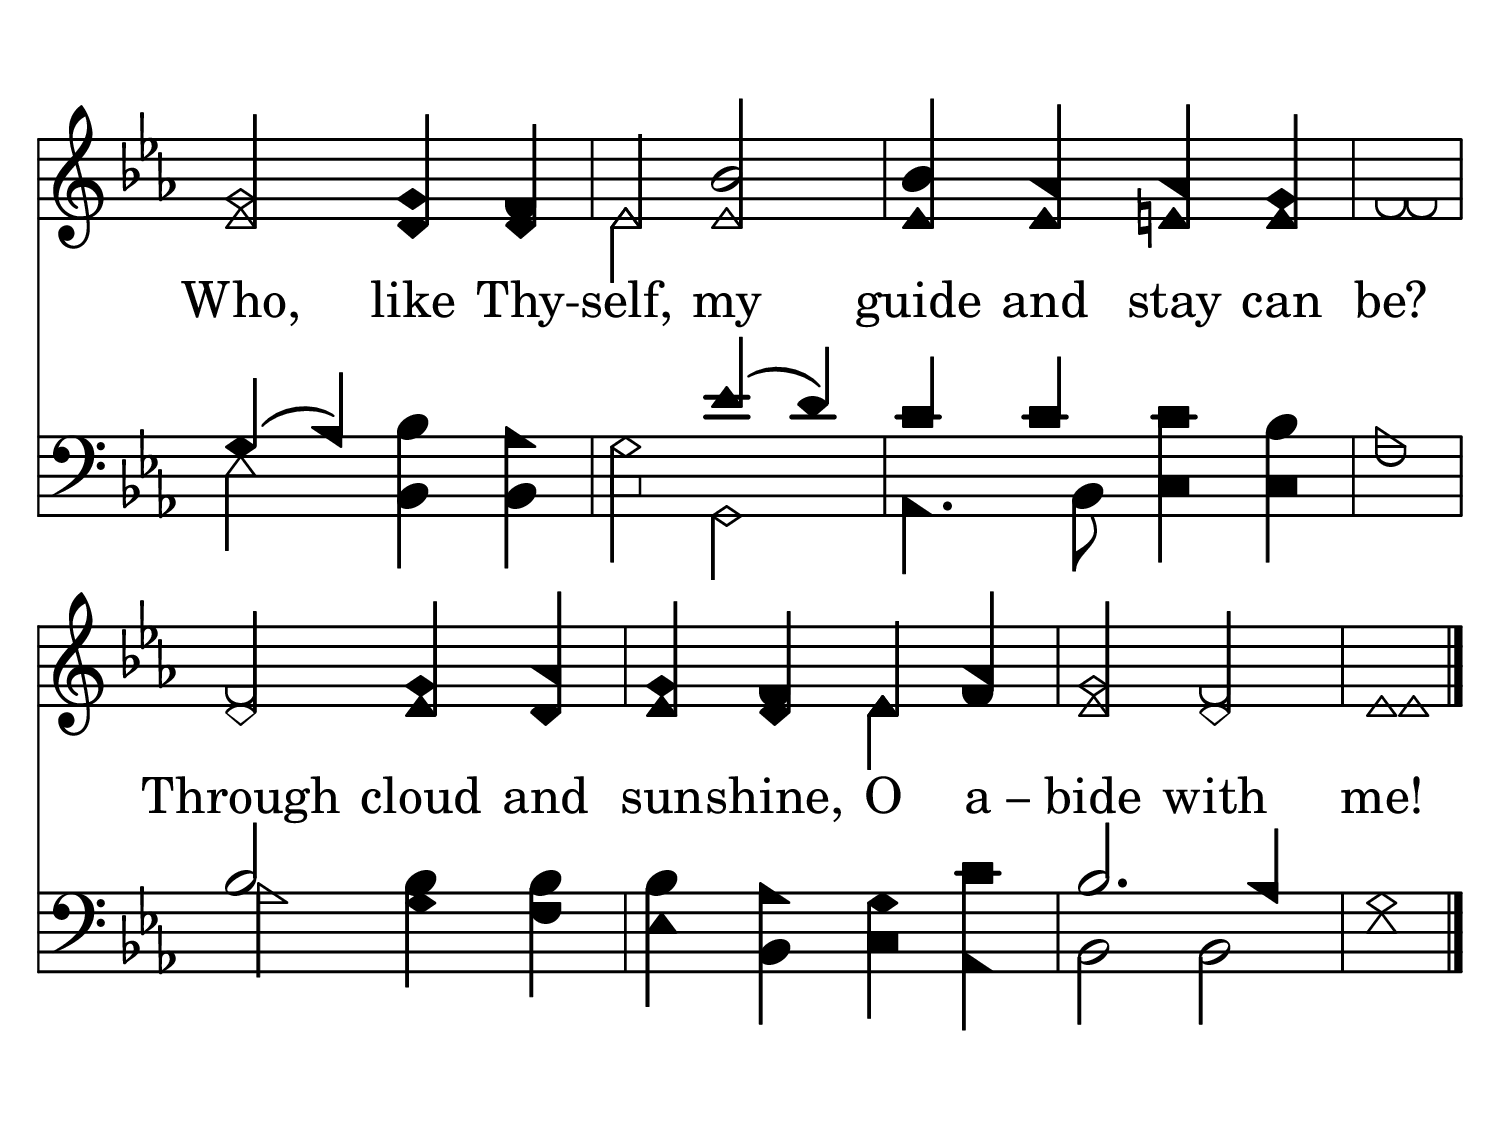 Who, like Thy-self, my guide and stay can be?
Through cloud and sunshine, O a – bide with me!